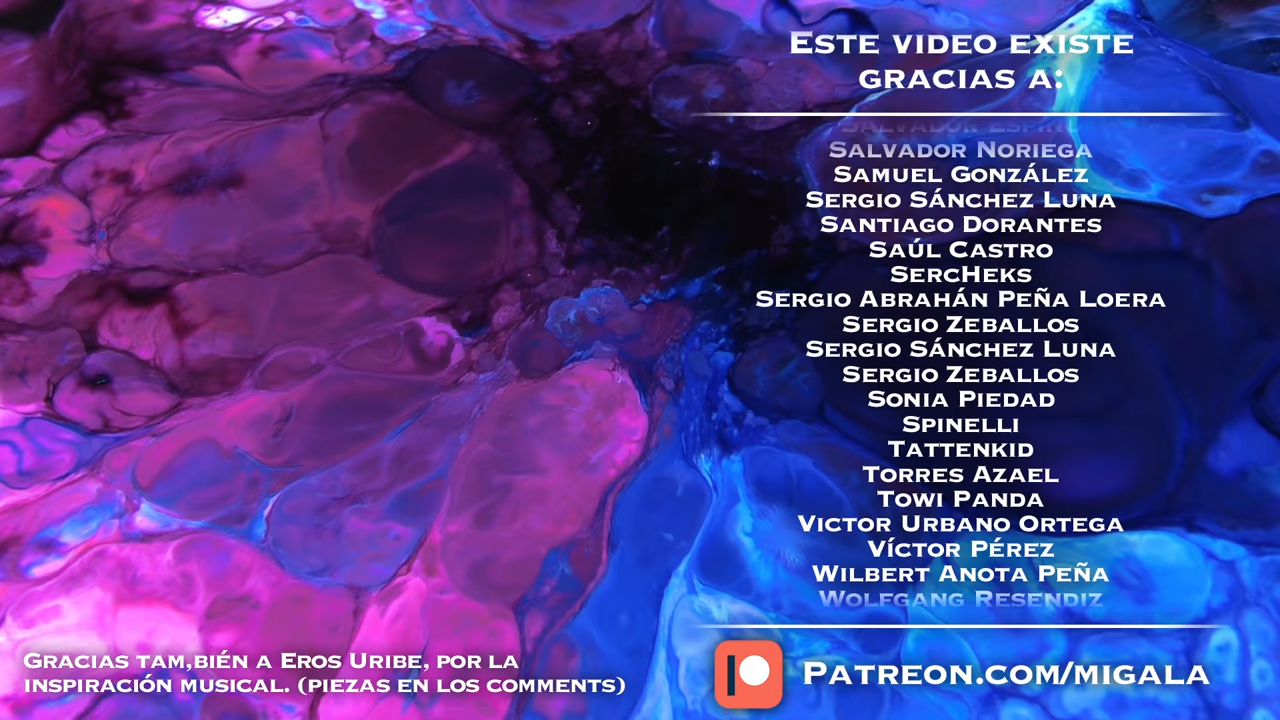 Este video existe
gracias a:
Salvador Noriega
Samuel González
Sergio Sánchez Luna
Santiago Dorantes
Saúl Castro
SercHeks
Sergio Abrahán Peña Loera
Sergio Zeballos
Sergio Sánchez Luna
Sergio Zeballos
Sonia Piedad
Spinelli
Tattenkid
Torres Azael
Towi Panda
Victor Urbano Ortega
Víctor Pérez
Wilbert Anota Peña
Wolfgang Resendiz
Gracias tam,bién a Eros Uribe, por la
inspiración musical. (piezas en los comments)
Patreon.com/migala